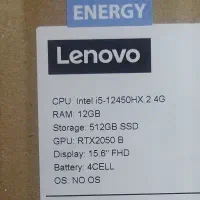 ENERGY
Lenovo
CPU: Intel i5-12450HX 2.4G
RAM: 12GB
Storage: 512GB SSD
GPU: RTX2050 B
Display: 15.6" FHD
Battery: 4CELL
OS: NO OS